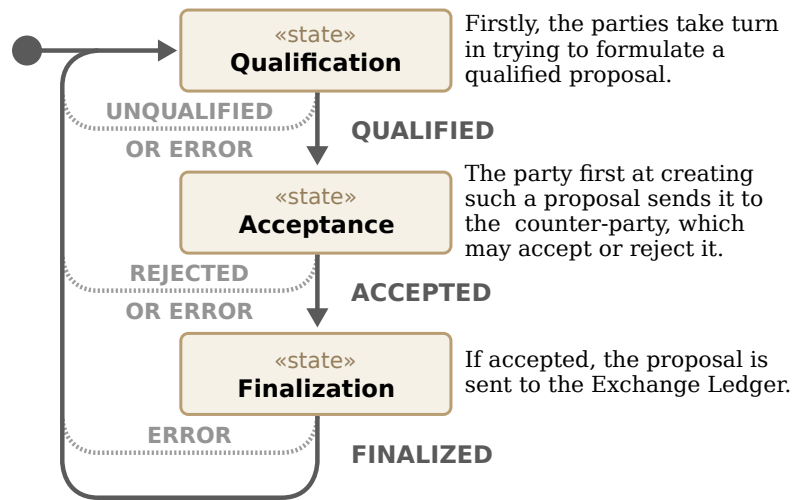 «state»
Qualification
Firstly, the parties take turn
in trying to formulate a
qualified proposal.
UNQUALIFIED
OR ERROR
QUALIFIED
«state»
Acceptance
The party first at creating
such a proposal sends it to
the counter-party, which
may accept or reject it.
REJECTED
OR ERROR
ACCEPTED
«state»
Finalization
If accepted, the proposal is
sent to the Exchange Ledger.
ERROR
FINALIZED